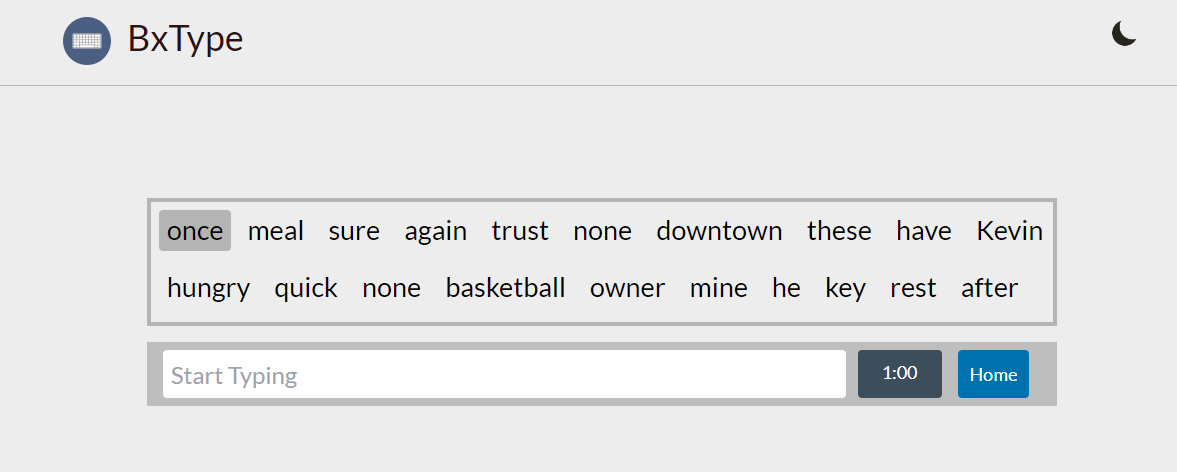 BxType
once meal sure again trust none downtown these have Kevin
hungry quick none basketball owner mine he key rest after
Start Typing 1:00 Home